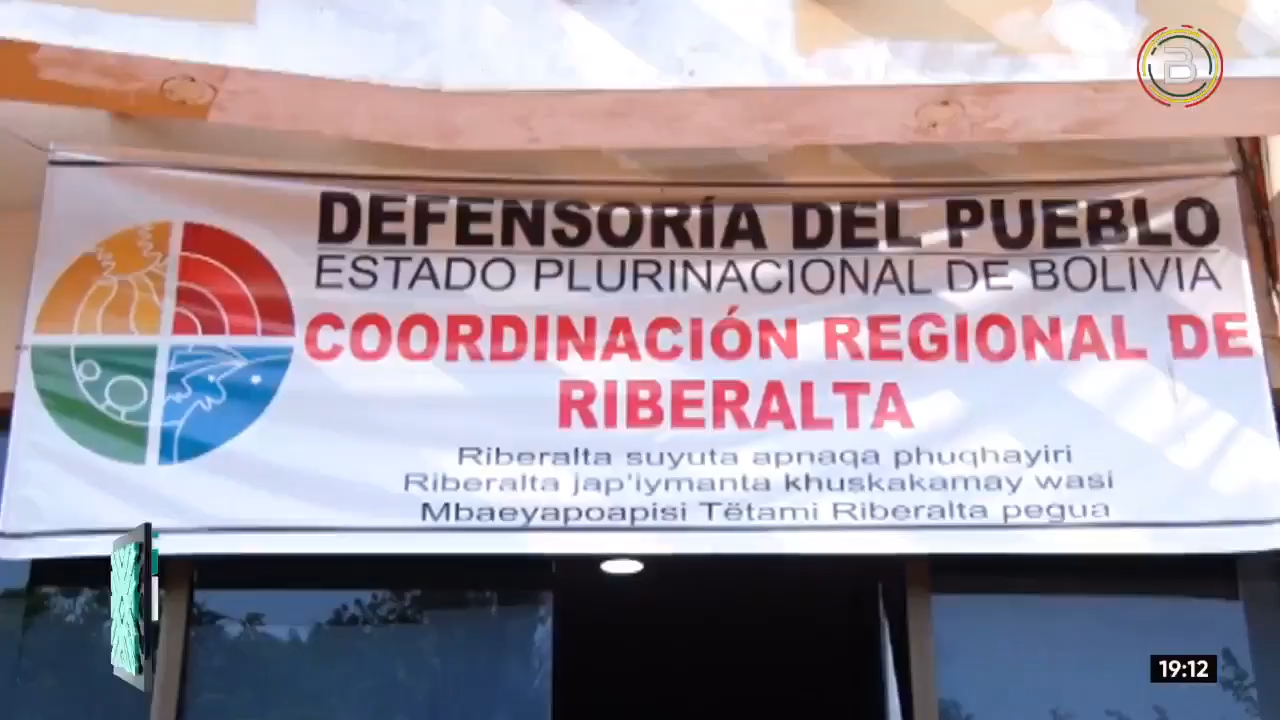 B
DEFENSORÍA DEL PUEBLO
ESTADO PLURINACIONAL DE BOLIVIA
COORDINACIÓN REGIONAL DE
RIBERALTA
Riberalta suyuta apnaqa phuqhayiri
Riberalta jap'iymanta khuskakamay wasi
Mbaeyapoapisi Tëtami Riberalta pegua
19:12